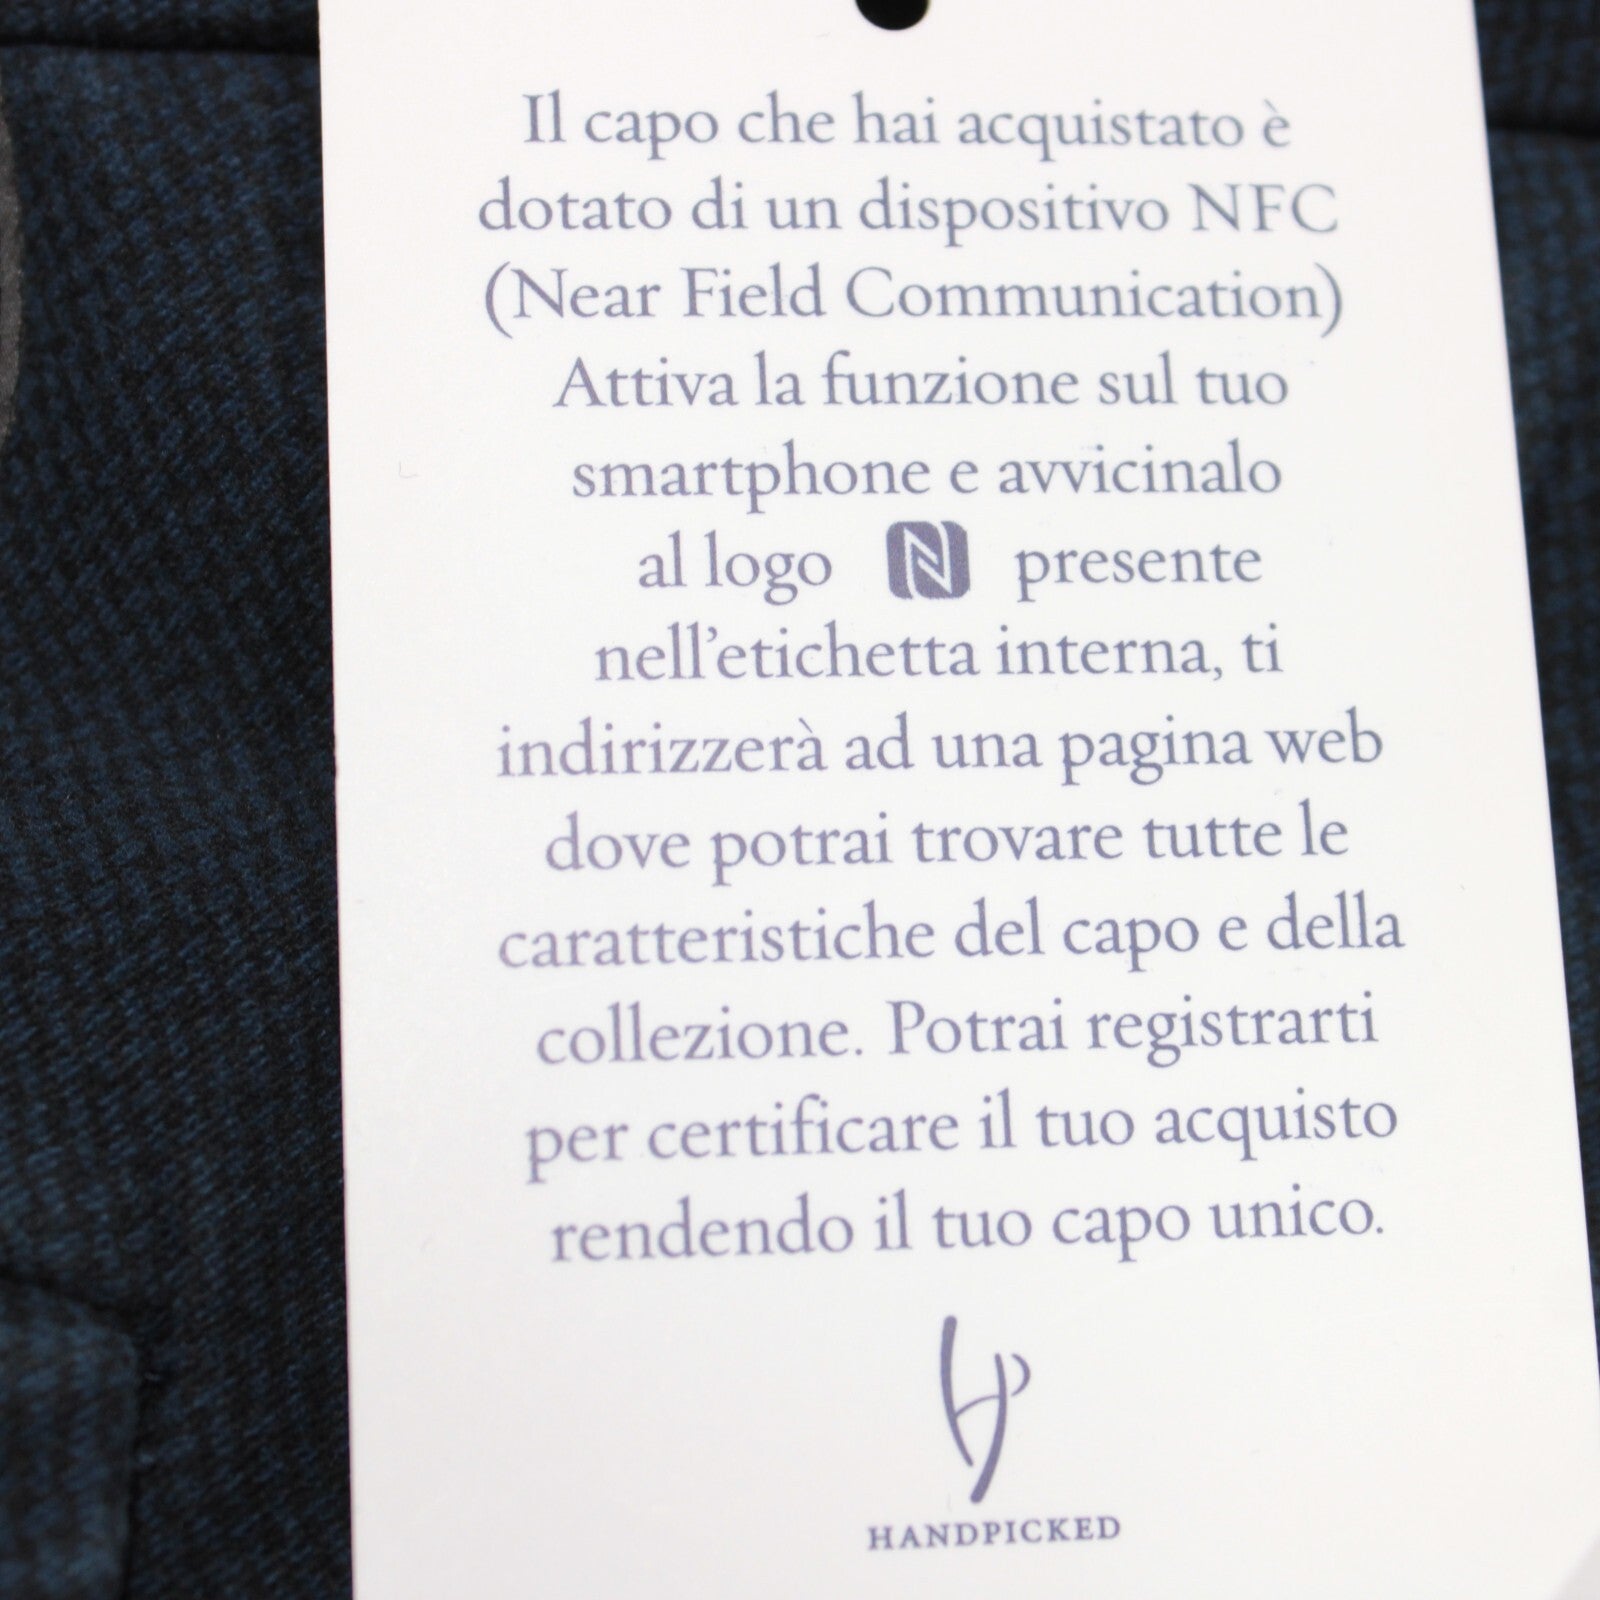 Il capo che hai acquistato è
dotato di un dispositivo NFC
(Near Field Communication)
Attiva la funzione sul tuo
smartphone e avvicinalo
al logo N presente
nell'etichetta interna, ti
indirizzerà ad una pagina web
dove potrai trovare tutte le
caratteristiche del capo e della
collezione. Potrai registrarti
per certificare il tuo acquisto
rendendo il tuo capo unico.
HANDPICKED